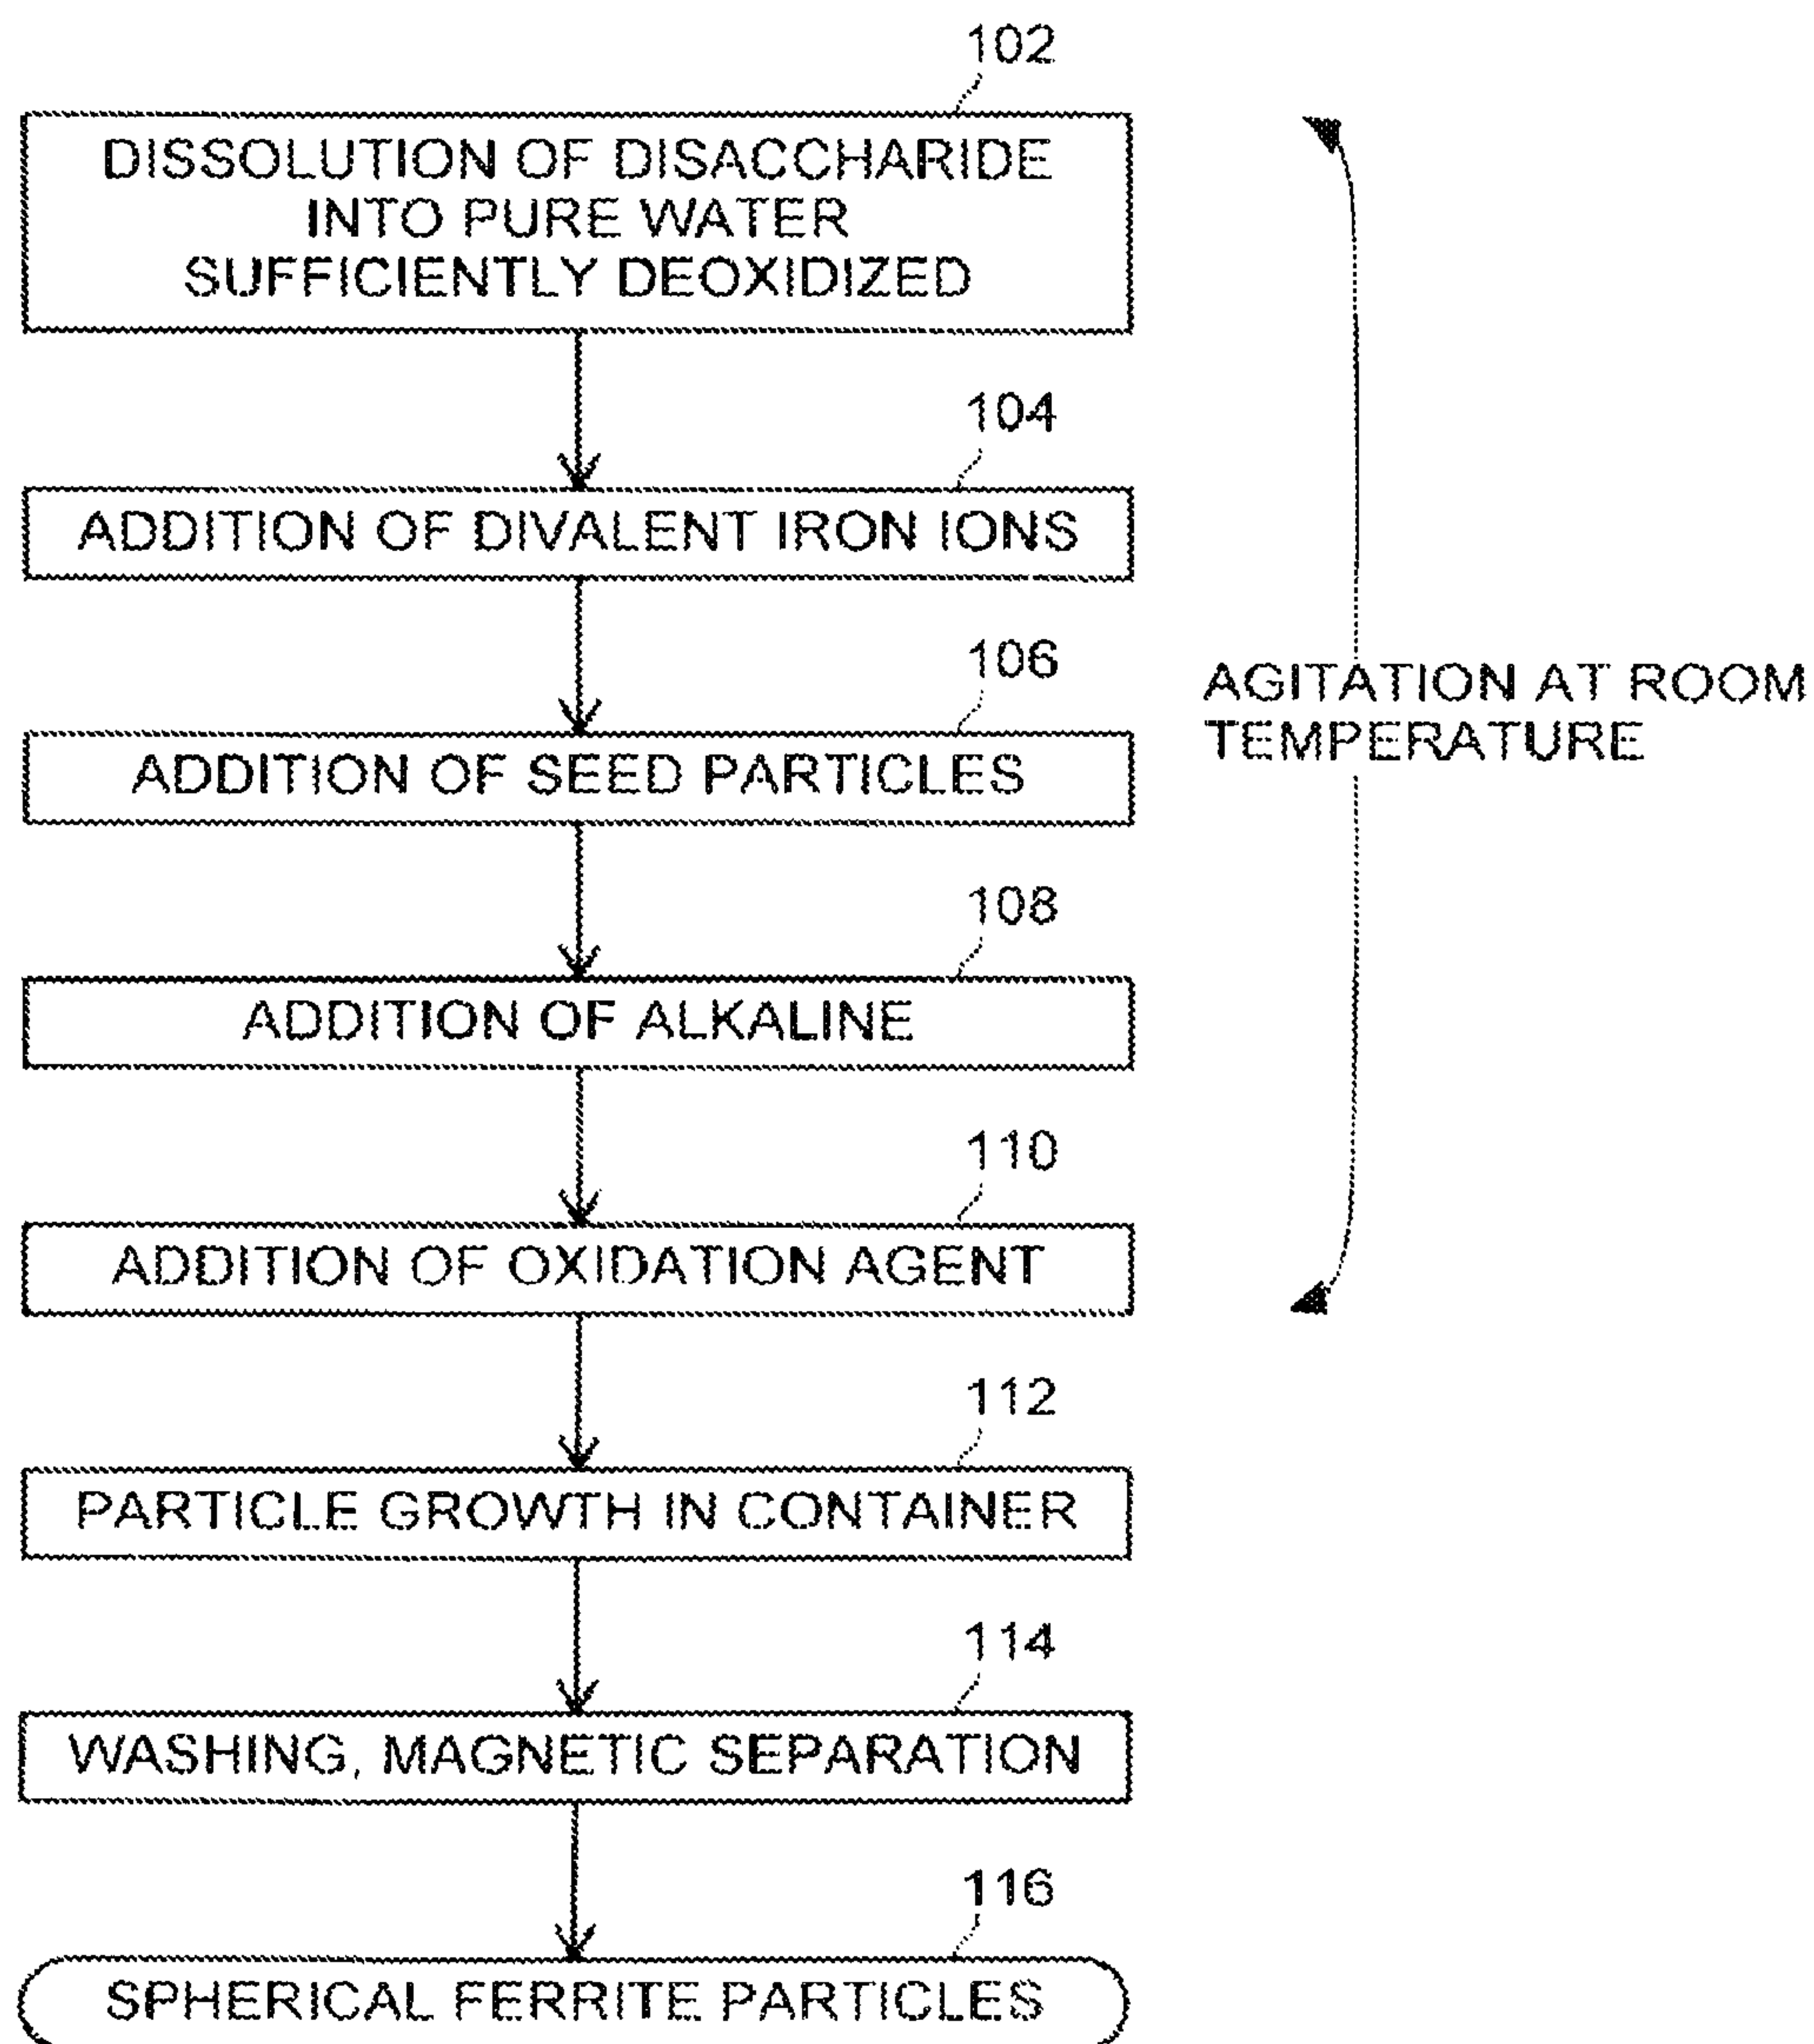 102
DISSOLUTION OF DISACCHARIDE
INTO PURE WATER
SUFFICIENTLY DEOXIDIZED
104
ADDITION OF DIVALENT IRON IONS
106
ADDITION OF SEED PARTICLES
AGITATION AT ROOM
TEMPERATURE
108
ADDITION OF ALKALINE
110
ADDITION OF OXIDATION AGENT
112
PARTICLE GROWTH IN CONTAINER
114
WASHING, MAGNETIC SEPARATION
116
SPHERICAL FERRITE PARTICLES